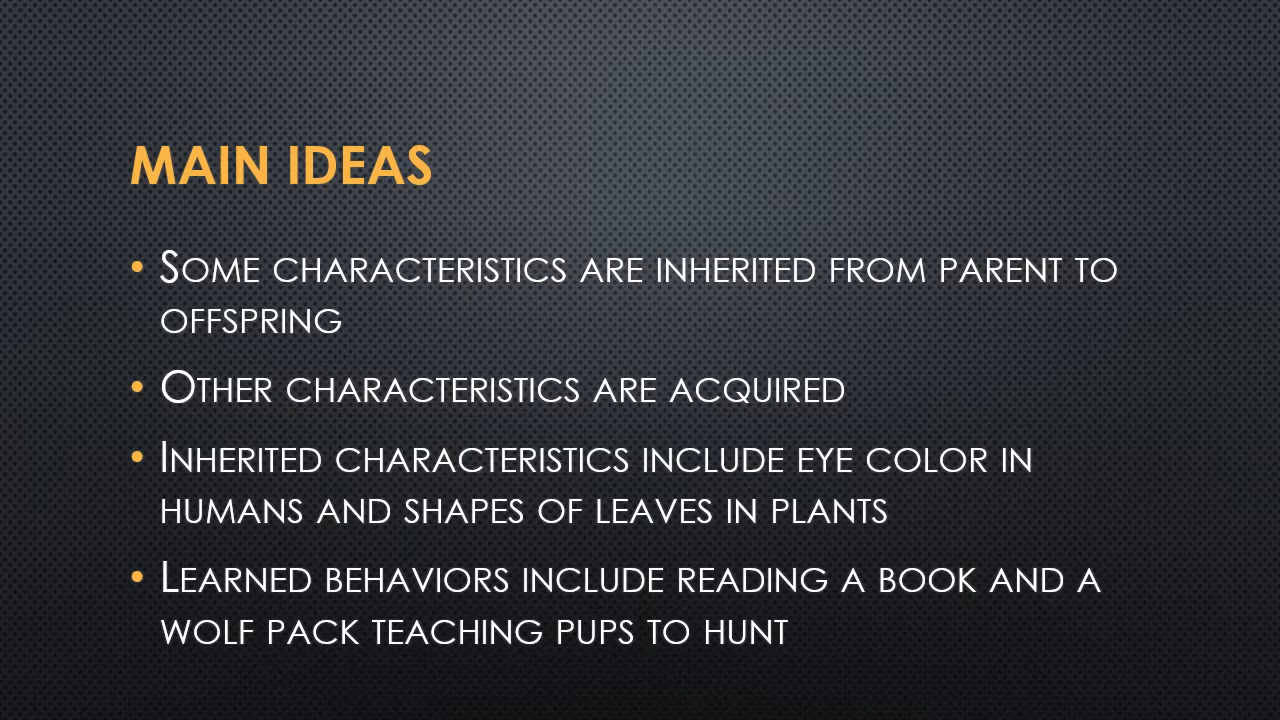 MAIN IDEAS
• SOME CHARACTERISTICS ARE INHERITED FROM PARENT TO
OFFSPRING
• OTHER CHARACTERISTICS ARE ACQUIRED
• INHERITED CHARACTERISTICS INCLUDE EYE COLOR IN
HUMANS AND SHAPES OF LEAVES IN PLANTS
• LEARNED BEHAVIORS INCLUDE READING A BOOK AND A
WOLF PACK TEACHING PUPS TO HUNT